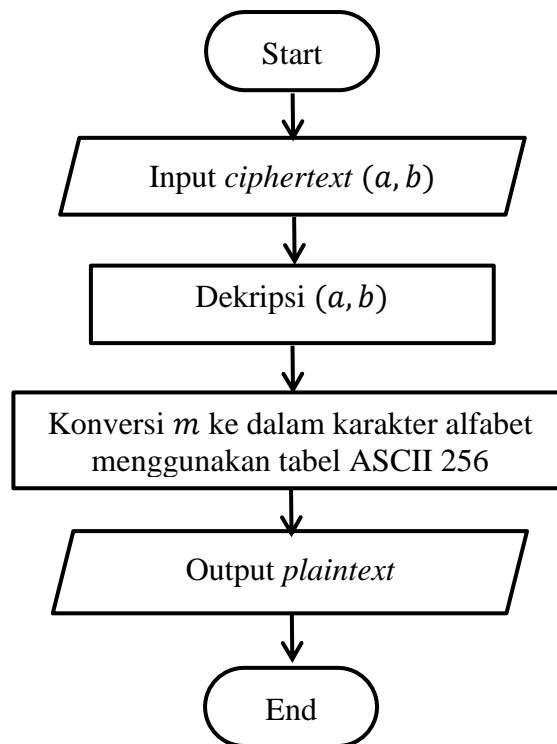 Start
Input ciphertext (a, b)
Dekripsi (a, b)
Konversi m ke dalam karakter alfabet
menggunakan tabel ASCII 256
Output plaintext
End